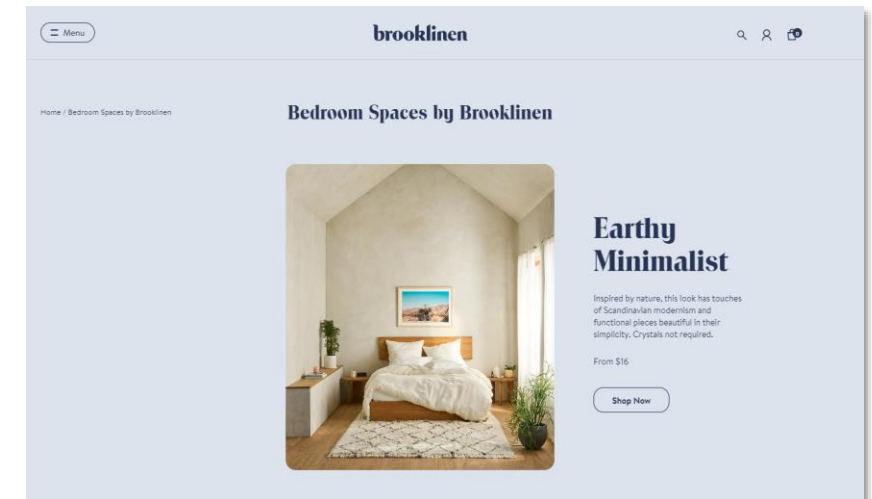 Menu
brooklinen
0
Home / Bedroom Spaces by Brooklinen
Bedroom Spaces by Brooklinen
Earthy
Minimalist
Inspired by nature, this look has touches
of Scandinavian modernism and
functional pieces beautiful in their
simplicity. Crystals not required.
From $16
Shop Now